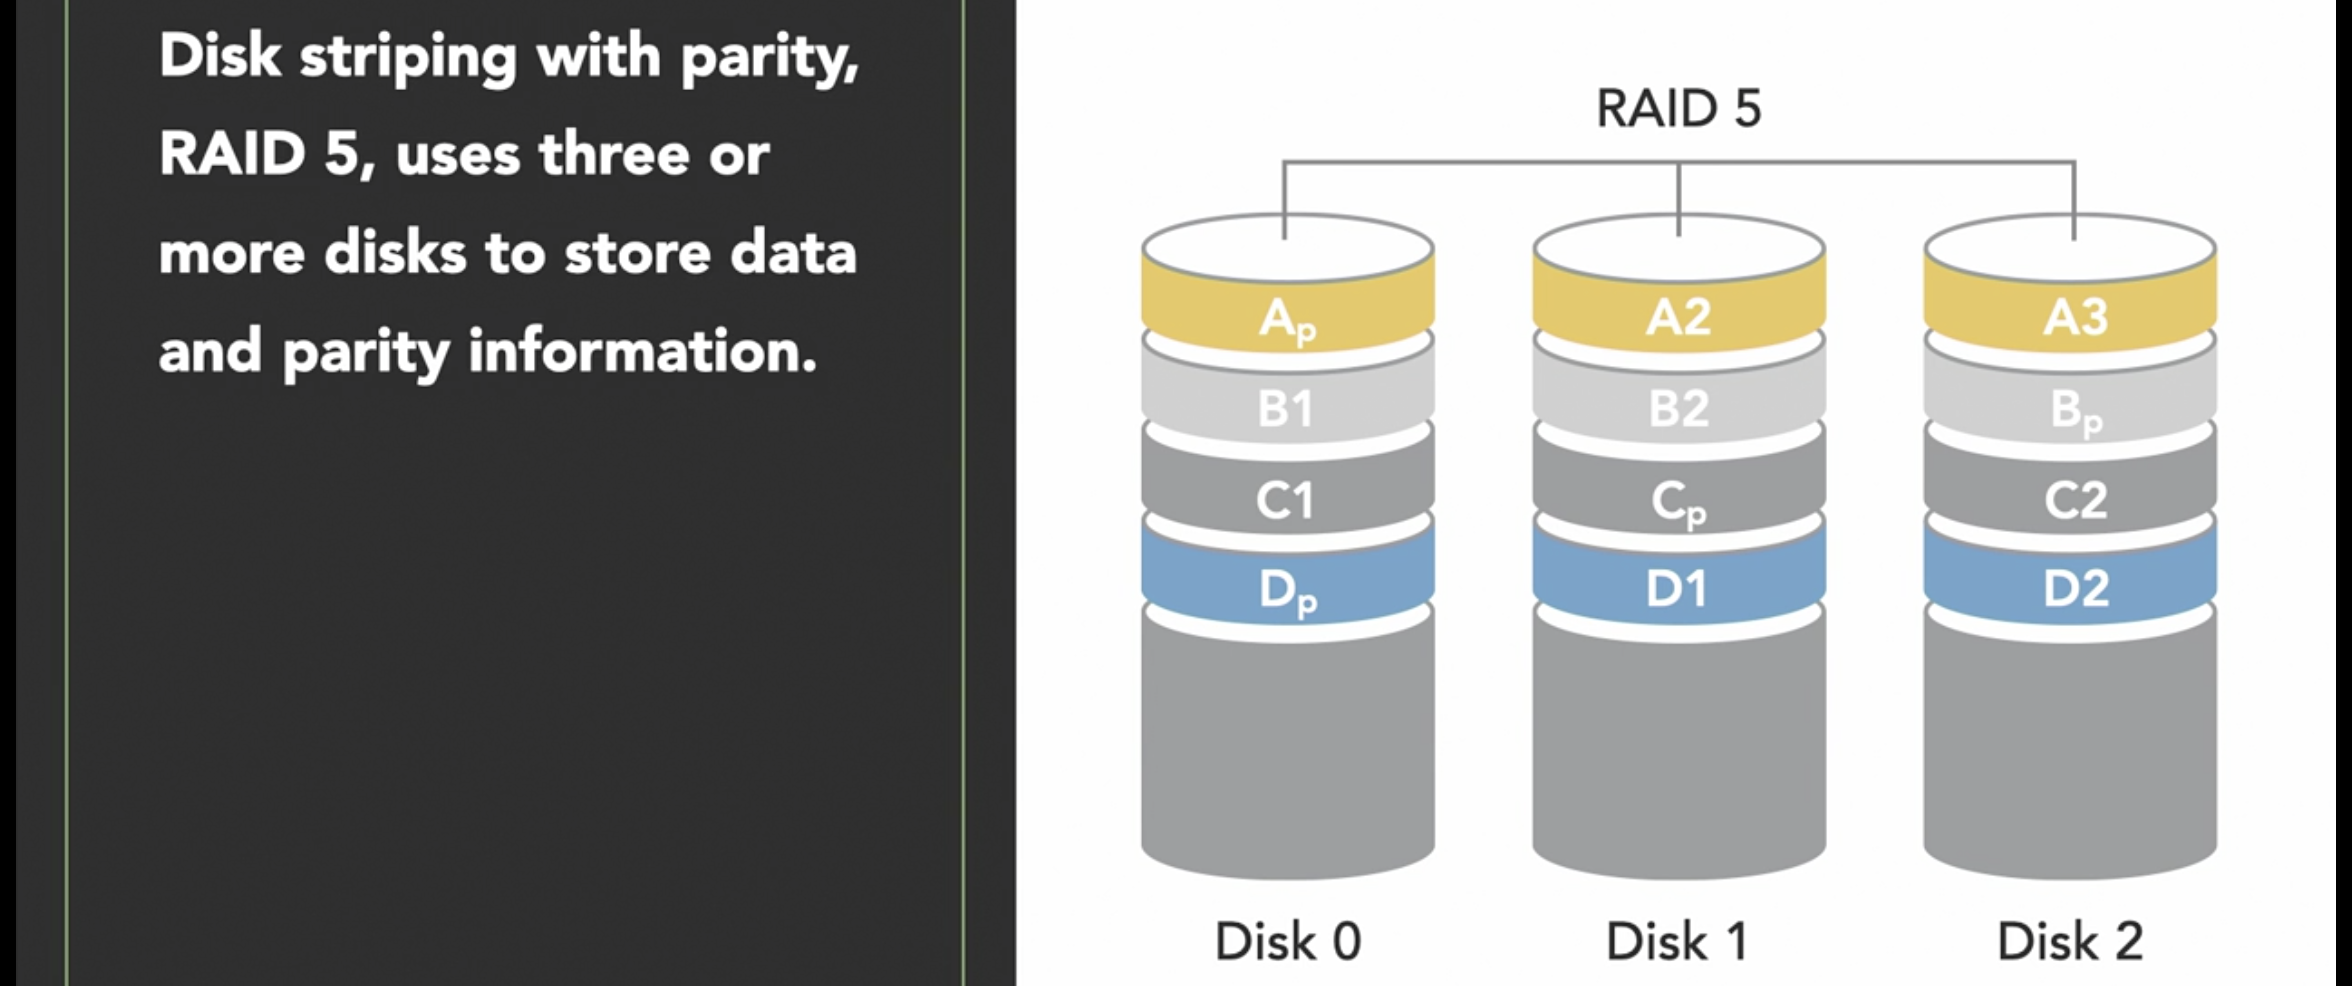 Disk striping with parity,
RAID 5, uses three or
more disks to store data
and parity information.
RAID 5
Ap A2 A3
B1 B2 Bp
C1 Cp C2
Dp D1 D2
Disk 0 Disk 1 Disk 2